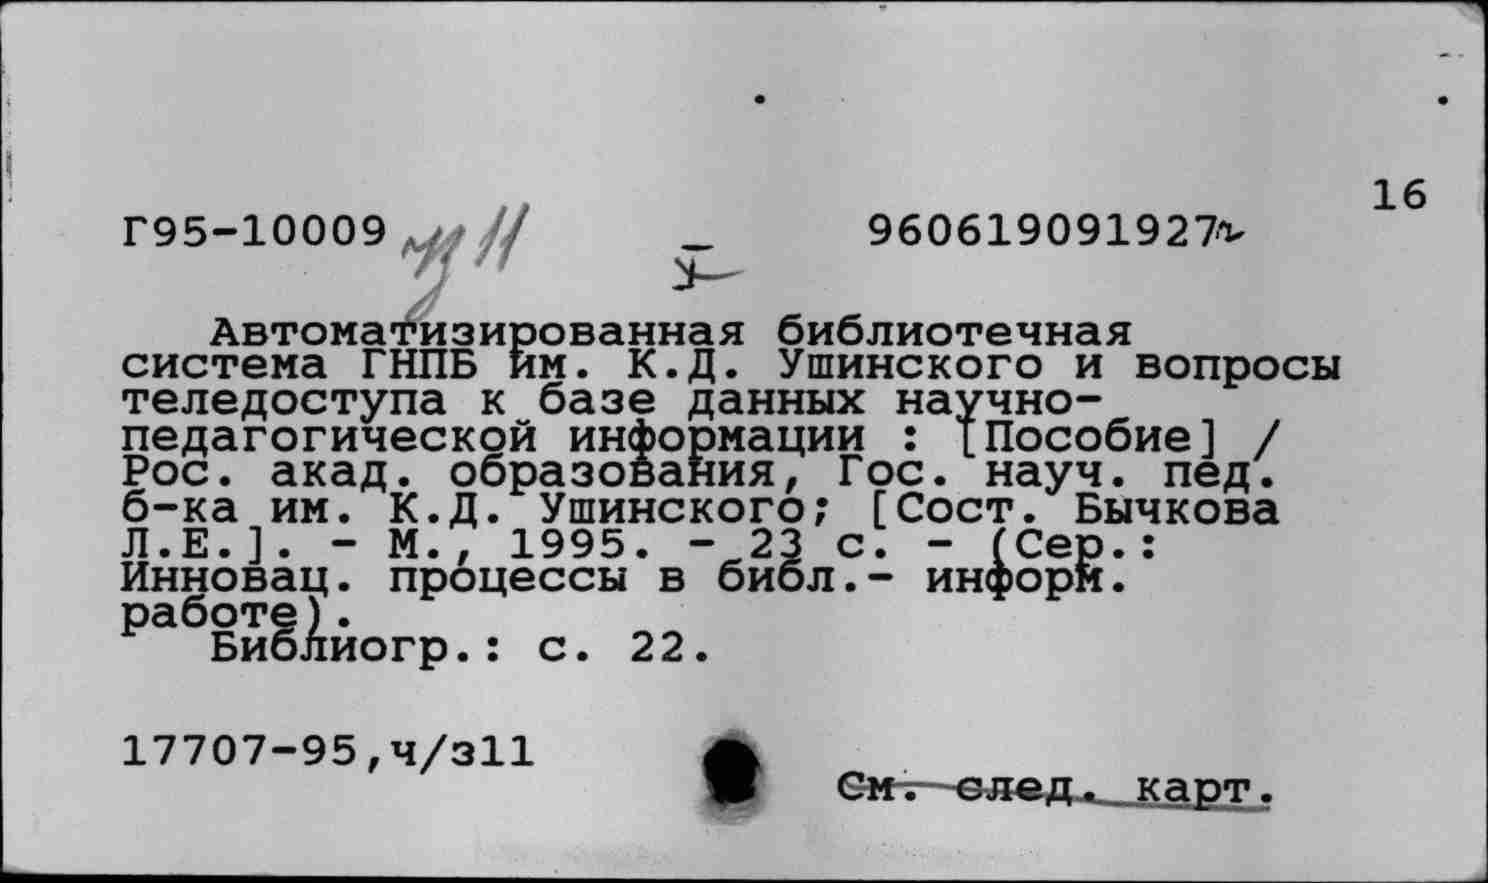 16
Г95-10009 960619091927
Автоматизированная библиотечная
система ГНПБ им. К.Д. Ушинского и вопросы
теледоступа к базе данных научно-
педагогической информации : [Пособие] /
Рос. акад. образования, Гос. науч. пед.
б-ка им. К.Д. Ушинского; [Сост. Бычкова
Л.Е.]. - М., 1995. - 23 с. - (Сер.:
Инновац. процессы в библ.- информ.
работе).
Библиогр.: с. 22.
17707-95,ч/з11
См. след. карт.